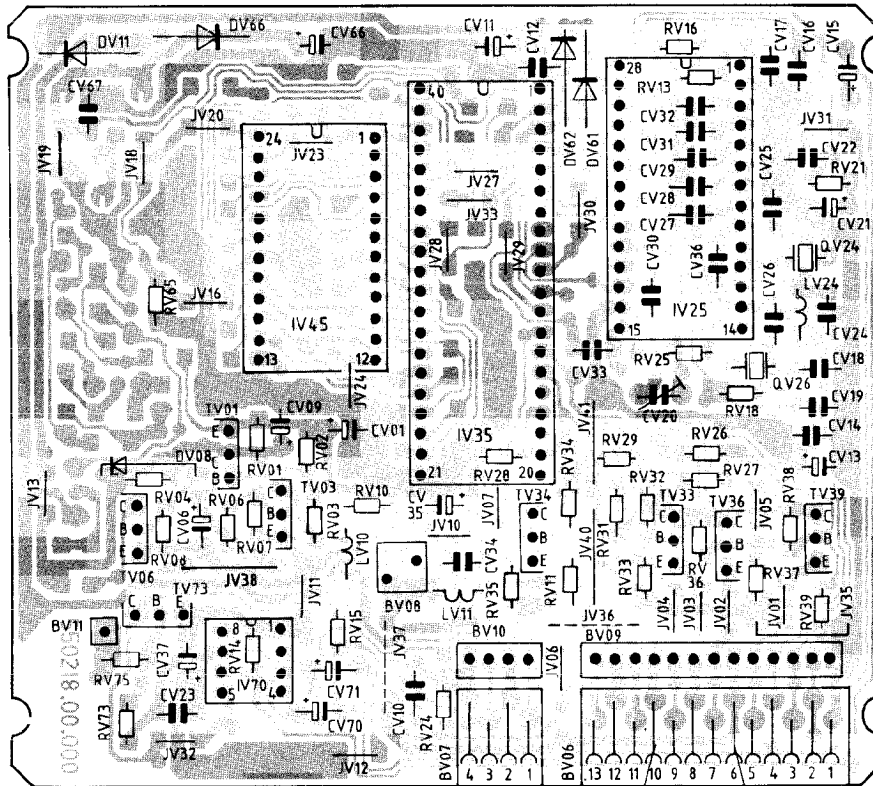 DV11
DV66
CV66
CV11
CV12
RV16
CV17
CV16
CV15
CV67
JV20
40
1
28
1
RV13
JV31
JV19
JV18
24
1
JV23
DV62
DV61
CV32
CV31
CV29
CV28
CV27
CV22
CV25
RV21
CV21
JV27
JV33
JV30
JV28
JV29
CV30
CV36
QV24
RV65
JV16
IV45
IV25
CV26
LV24
CV24
13
12
15
14
JV24
CV33
RV25
QV26
CV18
CV20
RV18
CV19
TV01
E
C
B
CV09
CV01
RV01
RV02
IV35
JV41
CV14
DV08
21
20
RV28
RV34
RV29
RV26
RV27
RV38
CV13
JV13
RV04
RV06
TV03
RV10
CV
35
JV07
TV34
RV32
TV33
TV36
JV05
TV39
C
B
E
CV06
C
B
E
RV03
JV10
C
B
E
RV31
C
B
E
C
B
E
C
B
E
RV06
RV07
LV10
CV34
JV40
RV
36
TV06
JV38
JV11
BV08
RV35
RV11
RV33
RV37
TV73
C B E
LV11
JV36
JV04
JV03
JV02
JV01
RV39
JV35
BV11
8
1
RV14
RV15
JV37
BV10
JV06
BV09
50218.00.000
RV75
CV37
5
4
IV70
CV71
CV10
RV24
RV73
CV23
CV70
JV32
JV12
BV07
4 3 2 1
BV06
13 12 11 10 9 8 7 6 5 4 3 2 1